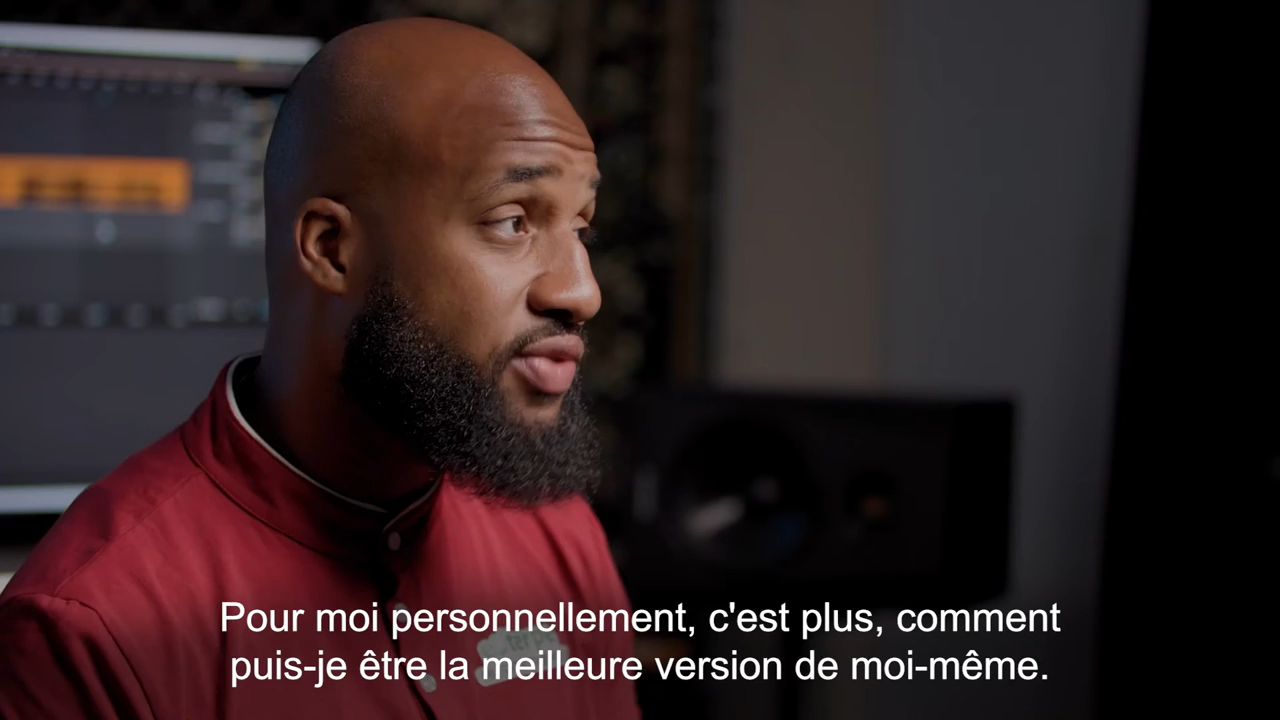 Pour moi personnellement, c'est plus, comment
puis-je être la meilleure version de moi-même.